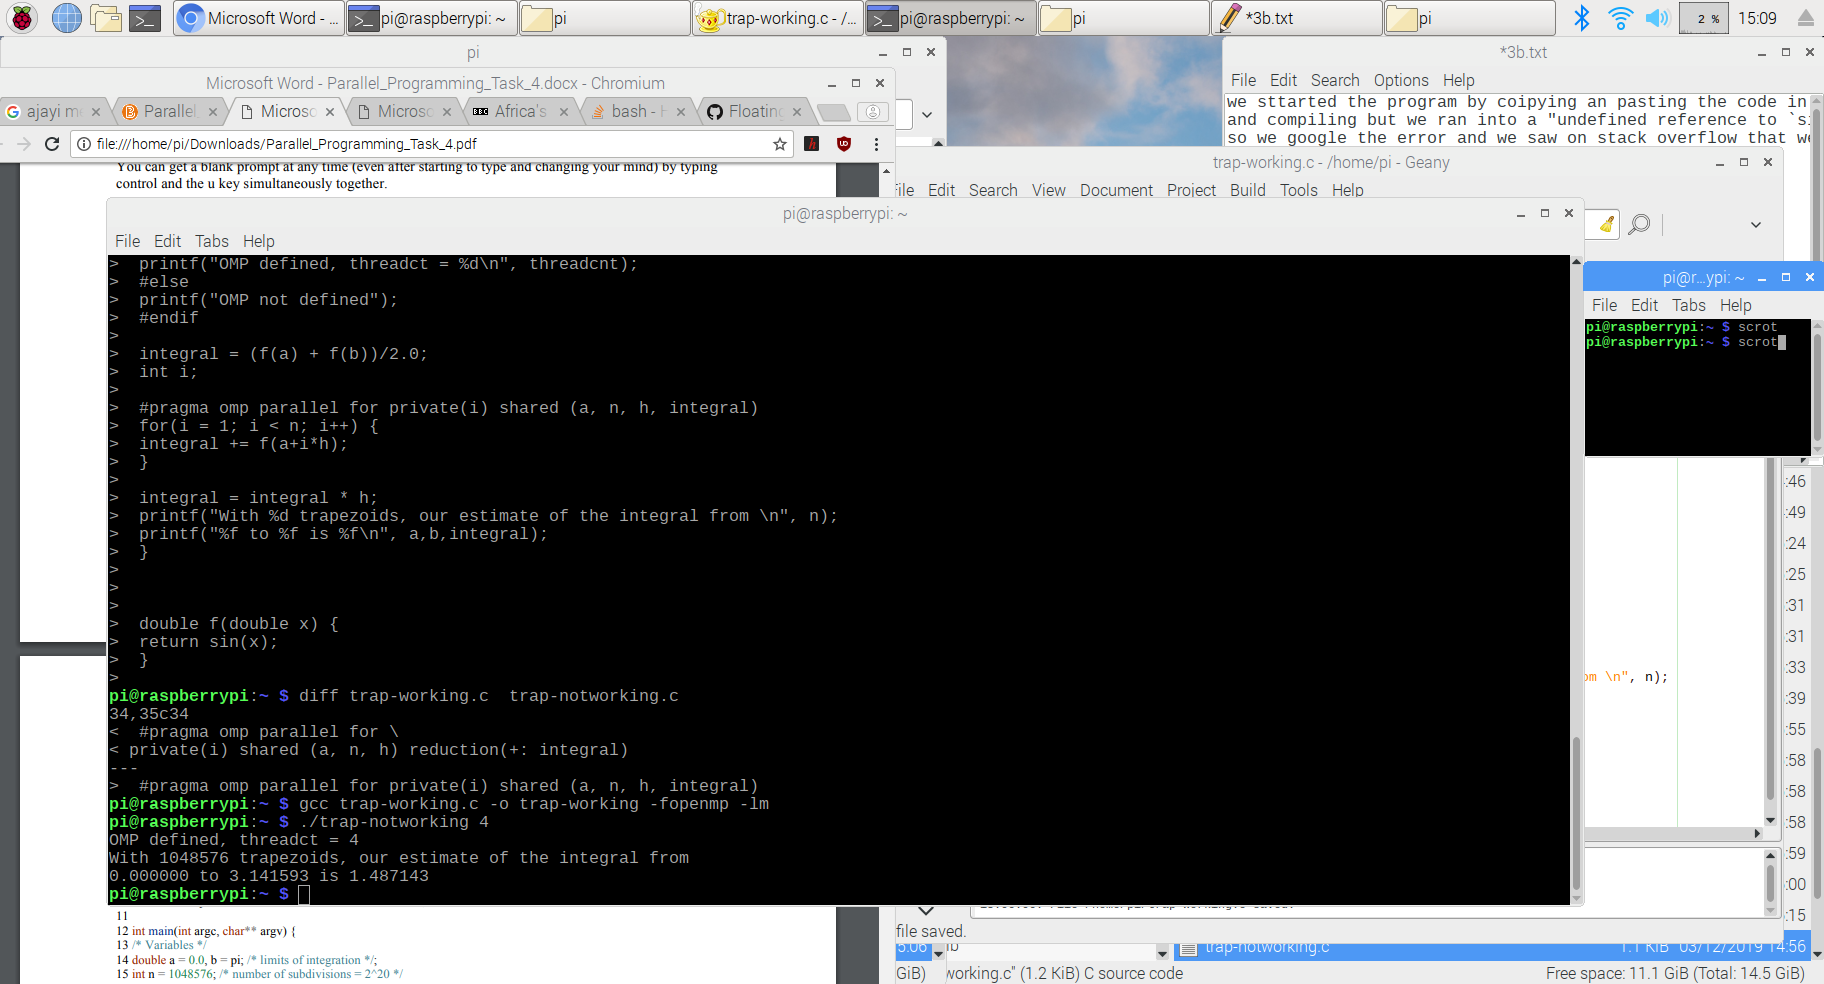 Microsoft Word - ...
pi@raspberrypi: ~
pi
trap-working.c - /...
pi@raspberrypi: ~
pi
*3b.txt
pi
2 %
15:09
pi
Microsoft Word - Parallel_Programming_Task_4.docx - Chromium
ajayi m
Parallel
Microso
Microso
BBC Africa's
bash - H
Floating
file:///home/pi/Downloads/Parallel_Programming_Task_4.pdf
You can get a blank prompt at any time (even after starting to type and changing your mind) by typing
control and the u key simultaneously together.
*3b.txt
File Edit Search Options Help
we sttarted the program by coipying an pasting the code in
and compiling but we ran into a "undefined reference to `si
so we google the error and we saw on stack overflow that we
trap-working.c - /home/pi - Geany
File Edit Search View Document Project Build Tools Help
pi@raspberrypi: ~
File Edit Tabs Help
>  printf("OMP defined, threadct = %d\n", threadcnt);
>  #else
>  printf("OMP not defined");
>  #endif
>
>  integral = (f(a) + f(b))/2.0;
>  int i;
>
>  #pragma omp parallel for private(i) shared (a, n, h, integral)
>  for(i = 1; i < n; i++) {
>  integral += f(a+i*h);
>  }
>
>  integral = integral * h;
>  printf("With %d trapezoids, our estimate of the integral from \n", n);
>  printf("%f to %f is %f\n", a,b,integral);
>  }
>
>
>
>  double f(double x) {
>  return sin(x);
>  }
>
pi@raspberrypi:~ $ diff trap-working.c  trap-notworking.c
34,35c34
<  #pragma omp parallel for \
< private(i) shared (a, n, h) reduction(+: integral)
---
>  #pragma omp parallel for private(i) shared (a, n, h, integral)
pi@raspberrypi:~ $ gcc trap-working.c -o trap-working -fopenmp -lm
pi@raspberrypi:~ $ ./trap-notworking 4
OMP defined, threadct = 4
With 1048576 trapezoids, our estimate of the integral from
0.000000 to 3.141593 is 1.487143
pi@raspberrypi:~ $
pi@r...ypi: ~
File Edit Tabs Help
pi@raspberrypi:~ $ scrot
pi@raspberrypi:~ $ scrot
:46
:49
:24
:25
:31
:31
:33
om \n", n);
:39
:55
:58
:58
:58
:59
:00
:15
11
12 int main(int argc, char** argv) {
13 /* Variables */
14 double a = 0.0, b = pi; /* limits of integration */;
15 int n = 1048576; /* number of subdivisions = 2^20 */
file saved.
5:06
lib
trap-notworking.c
1.1 KiB 03/12/2019 14:56
GiB)
working.c" (1.2 KiB) C source code
Free space: 11.1 GiB (Total: 14.5 GiB)